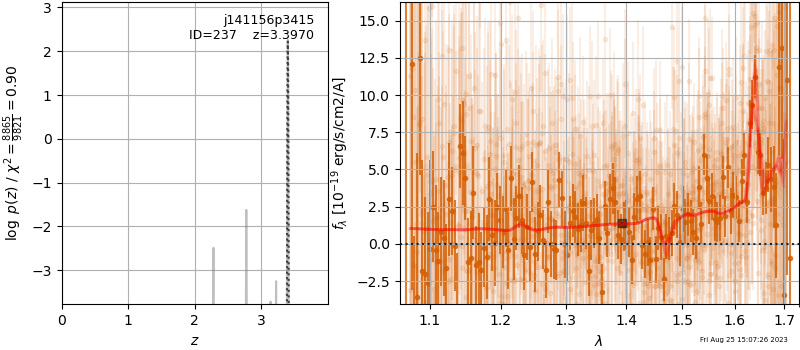 j141156p3415
ID=237 z=3.3970
log p(z) / χ² = 8865/9821 = 0.90
3
2
1
0
−1
−2
−3
0 1 2 3
z
f_λ [10⁻¹⁹ erg/s/cm2/A]
15.0
12.5
10.0
7.5
5.0
2.5
0.0
−2.5
1.1 1.2 1.3 1.4 1.5 1.6 1.7
λ
Fri Aug 25 15:07:26 2023